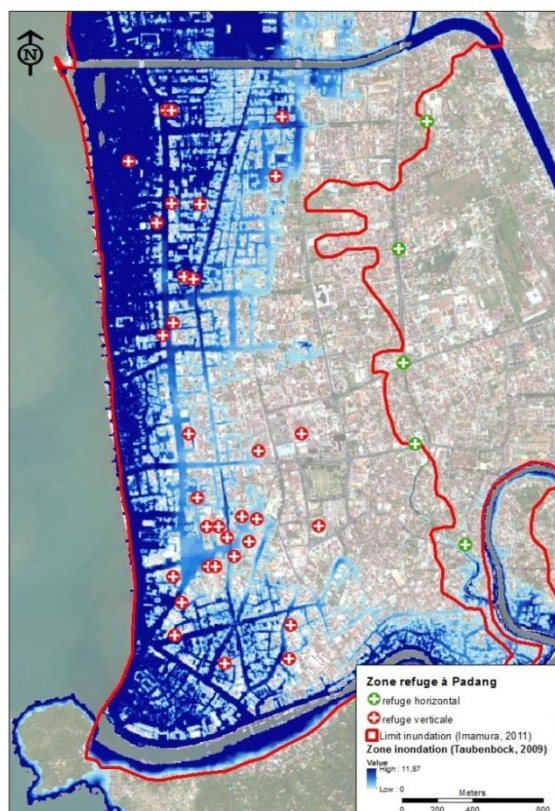 N
Zone refuge à Padang
refuge horizontal
refuge verticale
Limit inundation (Imamura, 2011)
Zone inondation (Taubenböck, 2009)
Value
High : 11,87
Low : 0
Meters
0 200 400 800